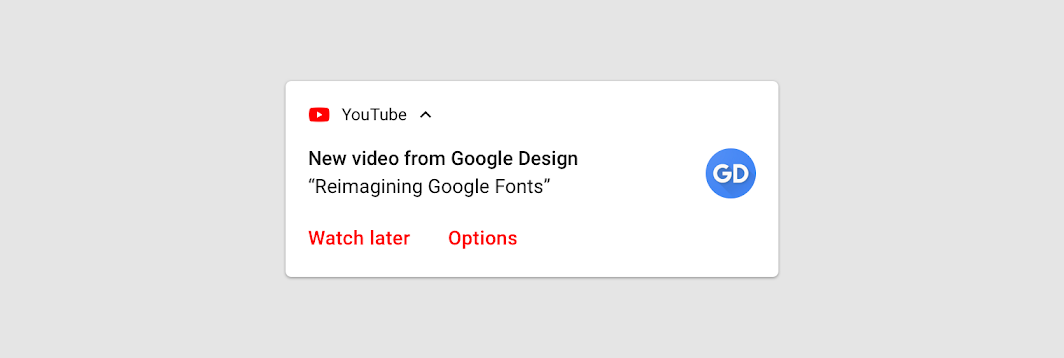 YouTube
New video from Google Design
“Reimagining Google Fonts”
GD
Watch later Options